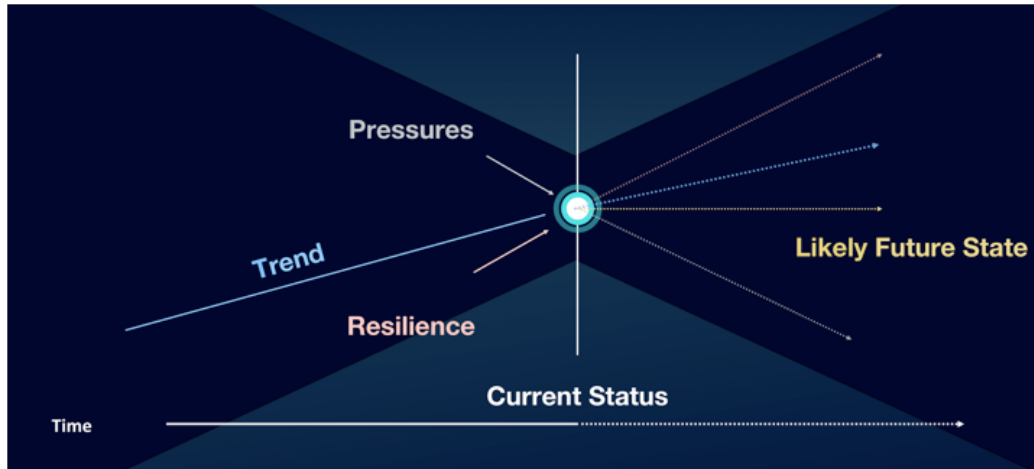 Pressures
Trend
Likely Future State
Resilience
Current Status
Time